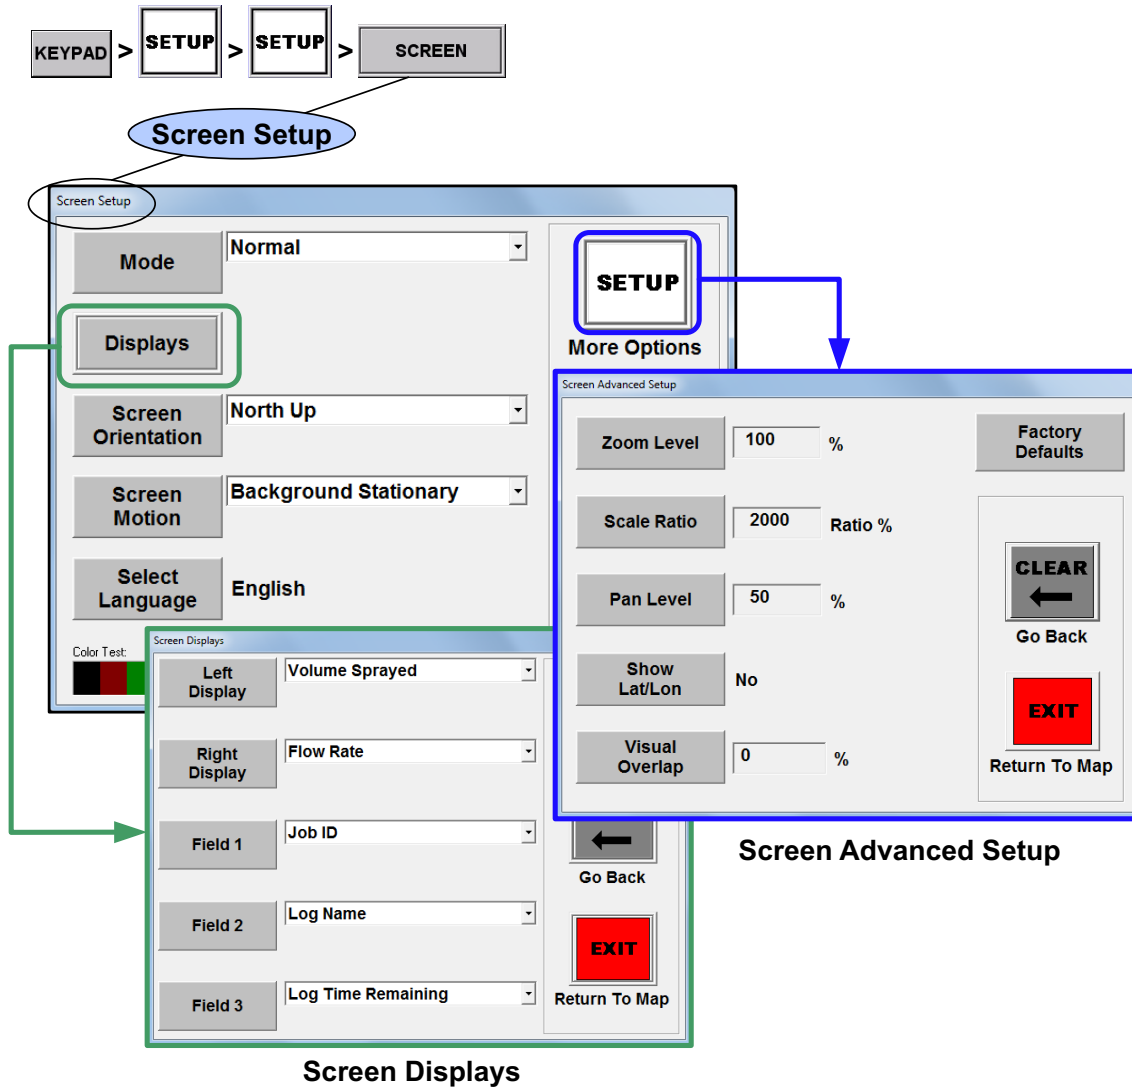 KEYPAD > SETUP > SETUP > SCREEN
Screen Setup
Screen Setup
Mode
Normal
SETUP
More Options
Displays
Screen
Orientation
North Up
Screen
Motion
Background Stationary
Select
Language
English
Color Test:
Screen Advanced Setup
Zoom Level
100
%
Factory
Defaults
Scale Ratio
2000
Ratio %
Pan Level
50
%
CLEAR
Go Back
Show
Lat/Lon
No
EXIT
Return To Map
Visual
Overlap
0
%
Screen Advanced Setup
Screen Displays
Left
Display
Volume Sprayed
Right
Display
Flow Rate
Field 1
Job ID
Go Back
Field 2
Log Name
EXIT
Return To Map
Field 3
Log Time Remaining
Screen Displays